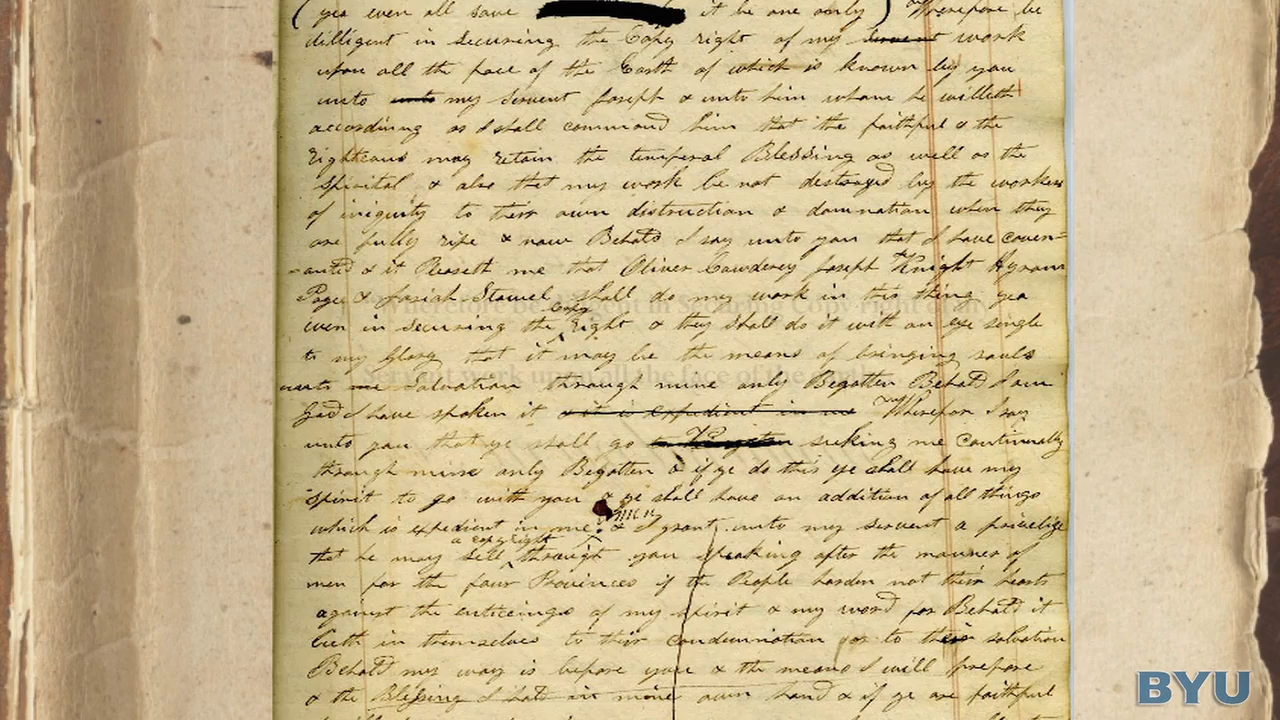 yea even all save it be one only) Wherefore be
dilligent in secureing the Copy right of my Servent work
upon all the face of the Earth of which is known by you
unto unto my Servent Joseph & unto him whom he willeth
accordinng as I shall command him that the faithful & the
righteous may retain the temperal Blessing as well as the
Spirital & also that my work be not destroyed by the workers
of iniquity to ther own distruction & damnation when they
are fully ripe & now Behold I say unto you that I have coven=
=anted & it Pleaseth me that Oliver Cowderey Joseph Knight Hyram
Page & Josiah Stowel shall do my work in this thing yea
even in securing the Copy right & they shall do it with an eye single
to my Glory that it may be the means of bringing souls
unto me Salvation through mine only Begotten Behold I am
God I have spoken it & it is expedient in me Wherefor I say
unto you that ye shall go to Kingston seeking me continually
through mine only Begotten & if ye do this ye shall have my
spirit to go with you & ye shall have an addition of all things
which is expedient in me. amen & I grant unto my servent a privelige
that he may sell a copyright through you speaking after the manner of
men for the four Provinces if the People harden not their hearts
against the enticeings of my spirit & my word for Behold it
lieth in themselves to their condemnation or to their salvation
Behold my way is before you & the means I will prepare
& the Blessing I hold in mine own hand & if ye are faithful
BYU